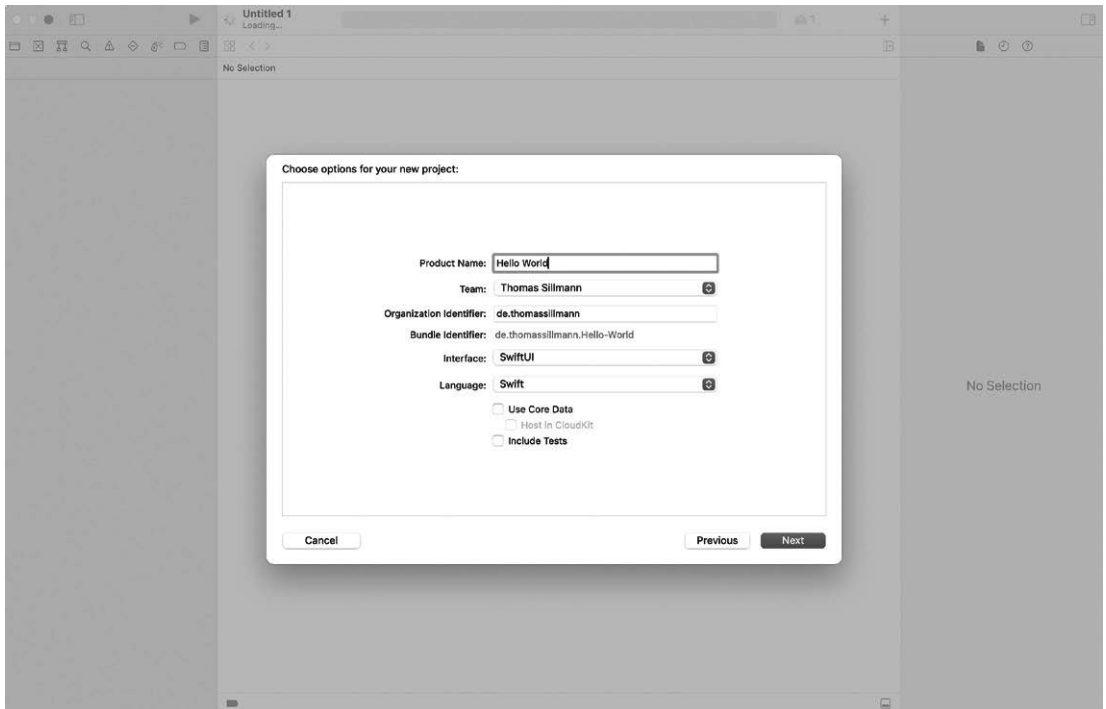 Untitled 1
Loading...
1
No Selection
Choose options for your new project:
Product Name: Hello World
Team: Thomas Sillmann
Organization Identifier: de.thomassillmann
Bundle Identifier: de.thomassillmann.Hello-World
Interface: SwiftUI
Language: Swift
Use Core Data
Host in CloudKit
Include Tests
No Selection
Cancel
Previous
Next